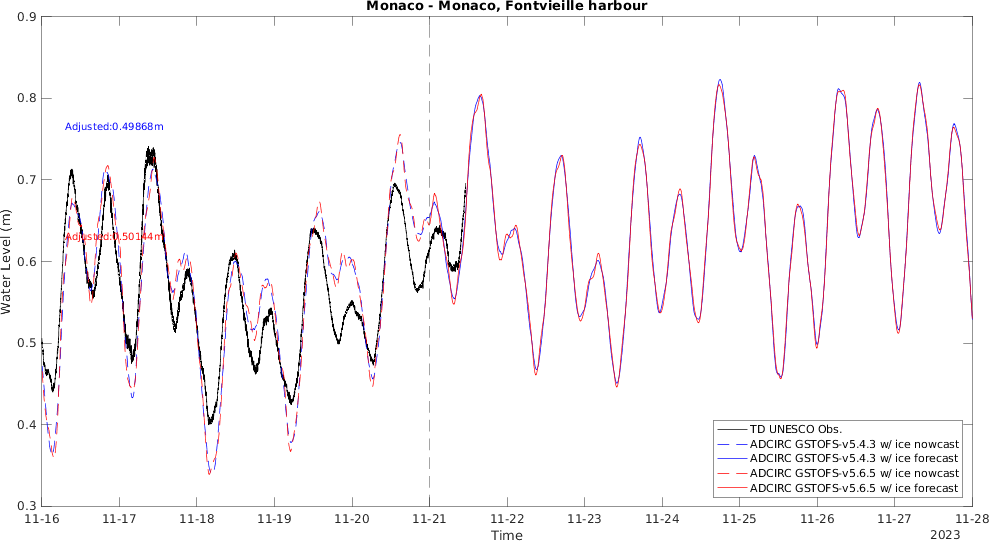 Monaco - Monaco, Fontvieille harbour
0.9
0.8
0.7
0.6
0.5
0.4
0.3
Water Level (m)
Adjusted:0.49868m
Adjusted:0.50144m
TD UNESCO Obs.
ADCIRC GSTOFS-v5.4.3 w/ ice nowcast
ADCIRC GSTOFS-v5.4.3 w/ ice forecast
ADCIRC GSTOFS-v5.6.5 w/ ice nowcast
ADCIRC GSTOFS-v5.6.5 w/ ice forecast
11-16 11-17 11-18 11-19 11-20 11-21 11-22 11-23 11-24 11-25 11-26 11-27 11-28
Time
2023